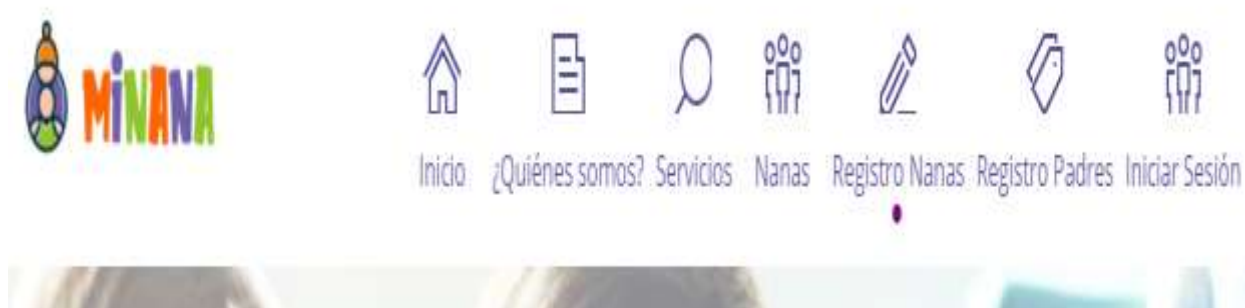 MiNANA
Inicio ¿Quiénes somos? Servicios Nanas Registro Nanas Registro Padres Iniciar Sesión